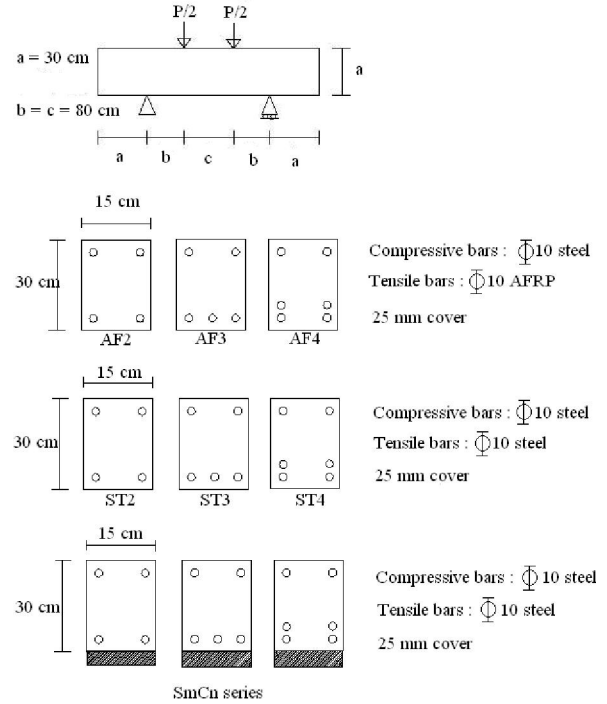 P/2 P/2
a = 30 cm
a
b = c = 80 cm
a b c b a
15 cm
30 cm
AF2 AF3 AF4
Compressive bars : Φ10 steel
Tensile bars : Φ10 AFRP
25 mm cover
15 cm
30 cm
ST2 ST3 ST4
Compressive bars : Φ10 steel
Tensile bars : Φ10 steel
25 mm cover
15 cm
30 cm
Compressive bars : Φ10 steel
Tensile bars : Φ10 steel
25 mm cover
SmCn series